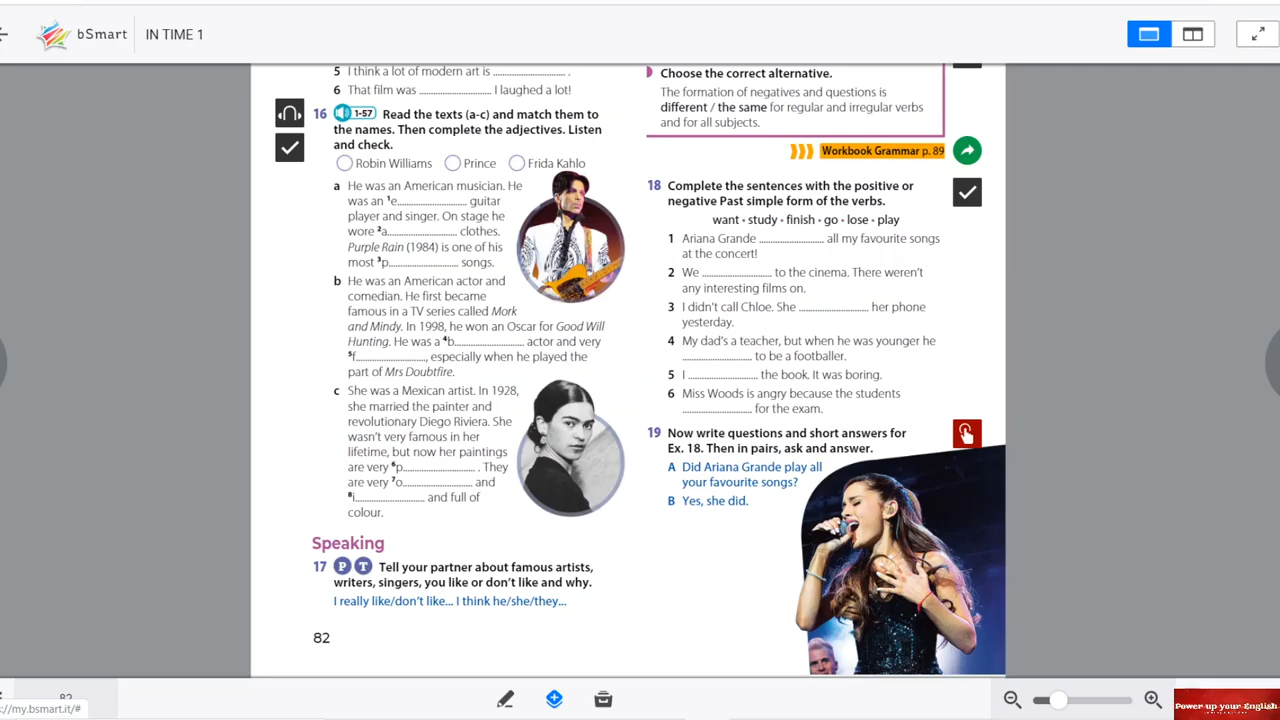 bSmart
IN TIME 1
5 I think a lot of modern art is ............................ .
6 That film was ............................ I laughed a lot!
16 1-57 Read the texts (a-c) and match them to
the names. Then complete the adjectives. Listen
and check.
Robin Williams Prince Frida Kahlo
a He was an American musician. He
was an ¹e............................ guitar
player and singer. On stage he
wore ²a............................ clothes.
Purple Rain (1984) is one of his
most ³p............................ songs.
b He was an American actor and
comedian. He first became
famous in a TV series called Mork
and Mindy. In 1998, he won an Oscar for Good Will
Hunting. He was a ⁴b............................ actor and very
⁵f............................, especially when he played the
part of Mrs Doubtfire.
c She was a Mexican artist. In 1928,
she married the painter and
revolutionary Diego Riviera. She
wasn't very famous in her
lifetime, but now her paintings
are very ⁶p............................ . They
are very ⁷o............................ and
⁸i............................ and full of
colour.
Speaking
17 P T Tell your partner about famous artists,
writers, singers, you like or don't like and why.
I really like/don't like... I think he/she/they...
82
Choose the correct alternative.
The formation of negatives and questions is
different / the same for regular and irregular verbs
and for all subjects.
Workbook Grammar p. 89
18 Complete the sentences with the positive or
negative Past simple form of the verbs.
want • study • finish • go • lose • play
1 Ariana Grande ............................ all my favourite songs
at the concert!
2 We ............................ to the cinema. There weren't
any interesting films on.
3 I didn't call Chloe. She ............................ her phone
yesterday.
4 My dad's a teacher, but when he was younger he
............................ to be a footballer.
5 I ............................ the book. It was boring.
6 Miss Woods is angry because the students
............................ for the exam.
19 Now write questions and short answers for
Ex. 18. Then in pairs, ask and answer.
A Did Ariana Grande play all
your favourite songs?
B Yes, she did.
82
s://my.bsmart.it/#
Power up your English